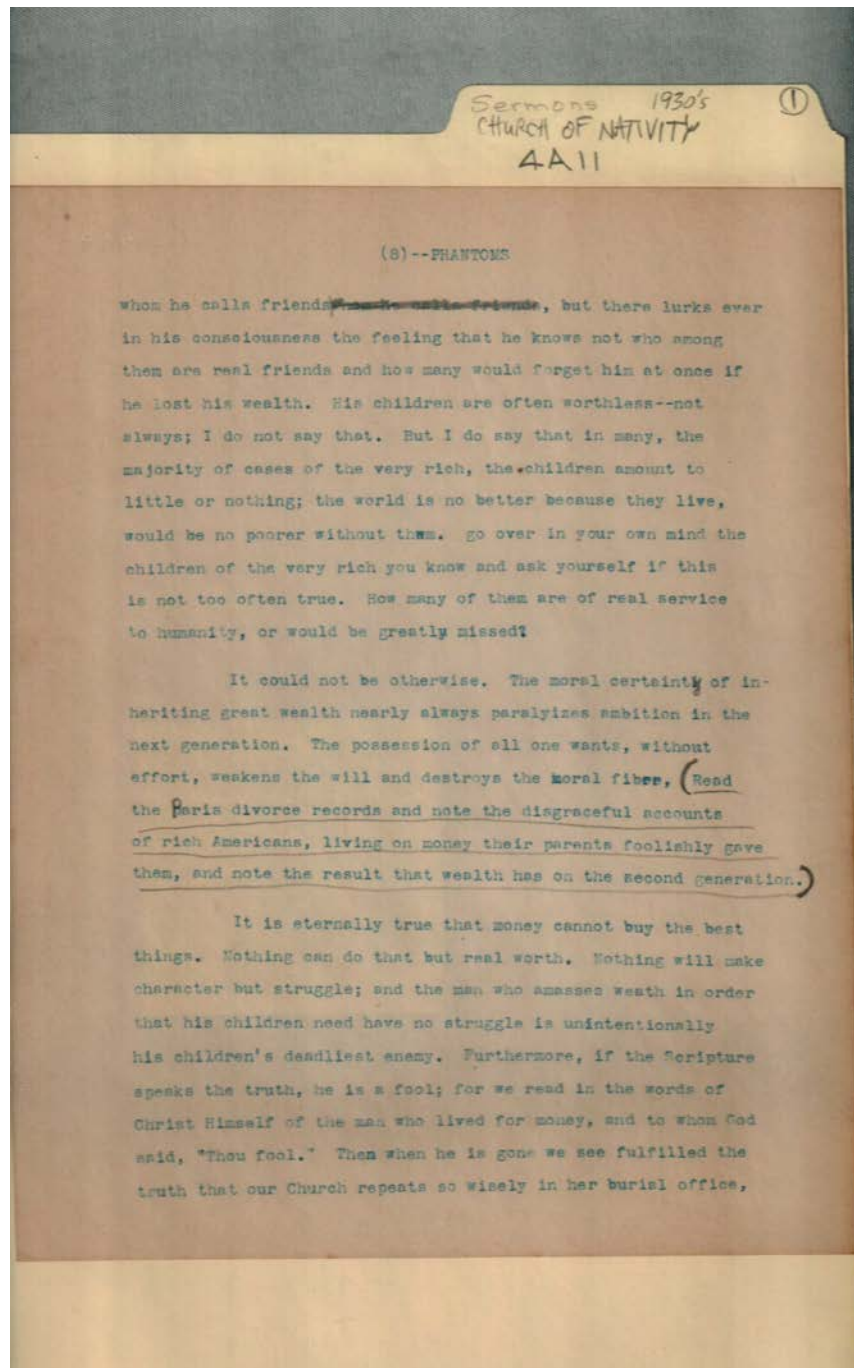 Sermons 1930's ①
CHURCH OF NATIVITY
4A11
(8)--PHANTOMS
whom he calls friends whom he calls friends, but there lurks ever
in his consciousness the feeling that he knows not who among
them are real friends and how many would forget him at once if
he lost his wealth. His children are often worthless--not
always; I do not say that. But I do say that in many, the
majority of cases of the very rich, the children amount to
little or nothing; the world is no better because they live,
would be no poorer without them. go over in your own mind the
children of the very rich you know and ask yourself if this
is not too often true. How many of them are of real service
to humanity, or would be greatly missed?
It could not be otherwise. The moral certainty of in-
heriting great wealth nearly always paralyizes ambition in the
next generation. The possession of all one wants, without
effort, weakens the will and destroys the moral fibre, (Read
the Paris divorce records and note the disgraceful accounts
of rich Americans, living on money their parents foolishly gave
them, and note the result that wealth has on the second generation.)
It is eternally true that money cannot buy the best
things. Nothing can do that but real worth. Nothing will make
character but struggle; and the man who amasses weath in order
that his children need have no struggle is unintentionally
his children's deadliest enemy. Furthermore, if the Scripture
speaks the truth, he is a fool; for we read in the words of
Christ Himself of the man who lived for money, and to whom God
said, "Thou fool." Then when he is gone we see fulfilled the
truth that our Church repeats so wisely in her burial office,